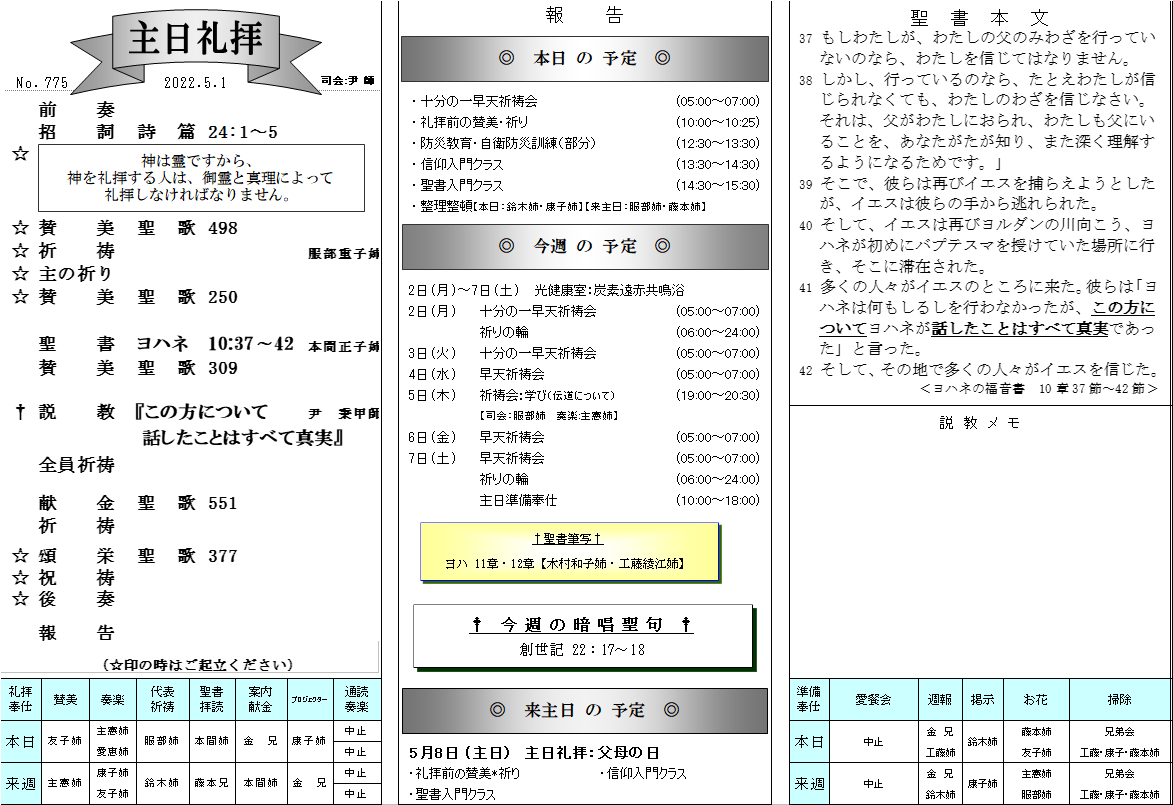 主日礼拝
No. 775
2022.5.1
司会:尹 師
前 奏
招 詞 詩 篇 24:1～5
☆
神は霊ですから、
神を礼拝する人は、御霊と真理によって
礼拝しなければなりません。
☆ 賛 美 聖 歌 498
☆ 祈 祷 服部重子姉
☆ 主の祈り
☆ 賛 美 聖 歌 250
聖 書 ヨハネ 10:37～42 本間正子姉
賛 美 聖 歌 309
† 説 教 『この方について 尹 秉甲師
話したことはすべて真実』
全員祈祷
献 金 聖 歌 551
祈 祷
☆ 頌 栄 聖 歌 377
☆ 祝 祷
☆ 後 奏
報 告
(☆印の時はご起立ください)
礼拝奉仕 賛美 奏楽 代表祈祷 聖書拝読 案内献金 プロジェクター 通読奏楽
本日 友子姉 主憲姉 愛恵姉 服部姉 本間姉 金 兄 康子姉 中止 中止
来週 主憲姉 康子姉 友子姉 鈴木姉 藤本兄 本間姉 金 兄 中止 中止
報 告
◎ 本日 の 予定 ◎
・十分の一早天祈祷会 (05:00～07:00)
・礼拝前の賛美・祈り (10:00～10:25)
・防災教育・自衛防災訓練(部分) (12:30～13:30)
・信仰入門クラス (13:30～14:30)
・聖書入門クラス (14:30～15:30)
・整理整頓【本日:鈴木姉・康子姉】【来主日:服部姉・藤本姉】
◎ 今週 の 予定 ◎
2日(月)～7日(土) 光健康室:炭素遠赤共鳴浴
2日(月) 十分の一早天祈祷会 (05:00～07:00)
祈りの輪 (06:00～24:00)
3日(火) 十分の一早天祈祷会 (05:00～07:00)
4日(水) 早天祈祷会 (05:00～07:00)
5日(木) 祈祷会:学び(伝道について) (19:00～20:30)
【司会:服部姉 奏楽:主憲姉】
6日(金) 早天祈祷会 (05:00～07:00)
7日(土) 早天祈祷会 (05:00～07:00)
祈りの輪 (06:00～24:00)
主日準備奉仕 (10:00～18:00)
†聖書筆写†
ヨハ 11章・12章【木村和子姉・工藤綾江姉】
† 今週の暗唱聖句 †
創世記 22：17～18
◎ 来主日 の 予定 ◎
5月8日(主日) 主日礼拝:父母の日
・礼拝前の賛美*祈り ・信仰入門クラス
・聖書入門クラス
聖 書 本 文
37 もしわたしが、わたしの父のみわざを行ってい
ないのなら、わたしを信じてはなりません。
38 しかし、行っているのなら、たとえわたしが信
じられなくても、わたしのわざを信じなさい。
それは、父がわたしにおられ、わたしも父にい
ることを、あなたがたが知り、また深く理解す
るようになるためです。」
39 そこで、彼らは再びイエスを捕らえようとした
が、イエスは彼らの手から逃れられた。
40 そして、イエスは再びヨルダンの川向こう、ヨ
ハネが初めにバプテスマを授けていた場所に行
き、そこに滞在された。
41 多くの人々がイエスのところに来た。彼らは「ヨ
ハネは何もしるしを行わなかったが、この方に
ついてヨハネが話したことはすべて真実であっ
た」と言った。
42 そして、その地で多くの人々がイエスを信じた。
＜ヨハネの福音書 10章37節～42節＞
説 教 メ モ
準備奉仕 愛餐会 週報 掲示 お花 掃除
本日 中止 金 兄 工藤姉 鈴木姉 藤本姉 友子姉 兄弟会 工藤・康子・藤本姉
来週 中止 金 兄 鈴木姉 康子姉 主憲姉 服部姉 兄弟会 工藤・康子・藤本姉